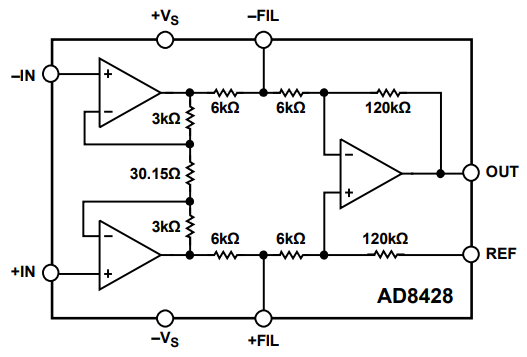 +VS –FIL
–IN
+
–
3kΩ 6kΩ 6kΩ 120kΩ
30.15Ω
–
+
OUT
3kΩ
–
+
6kΩ 6kΩ 120kΩ
+IN
REF
AD8428
–VS +FIL